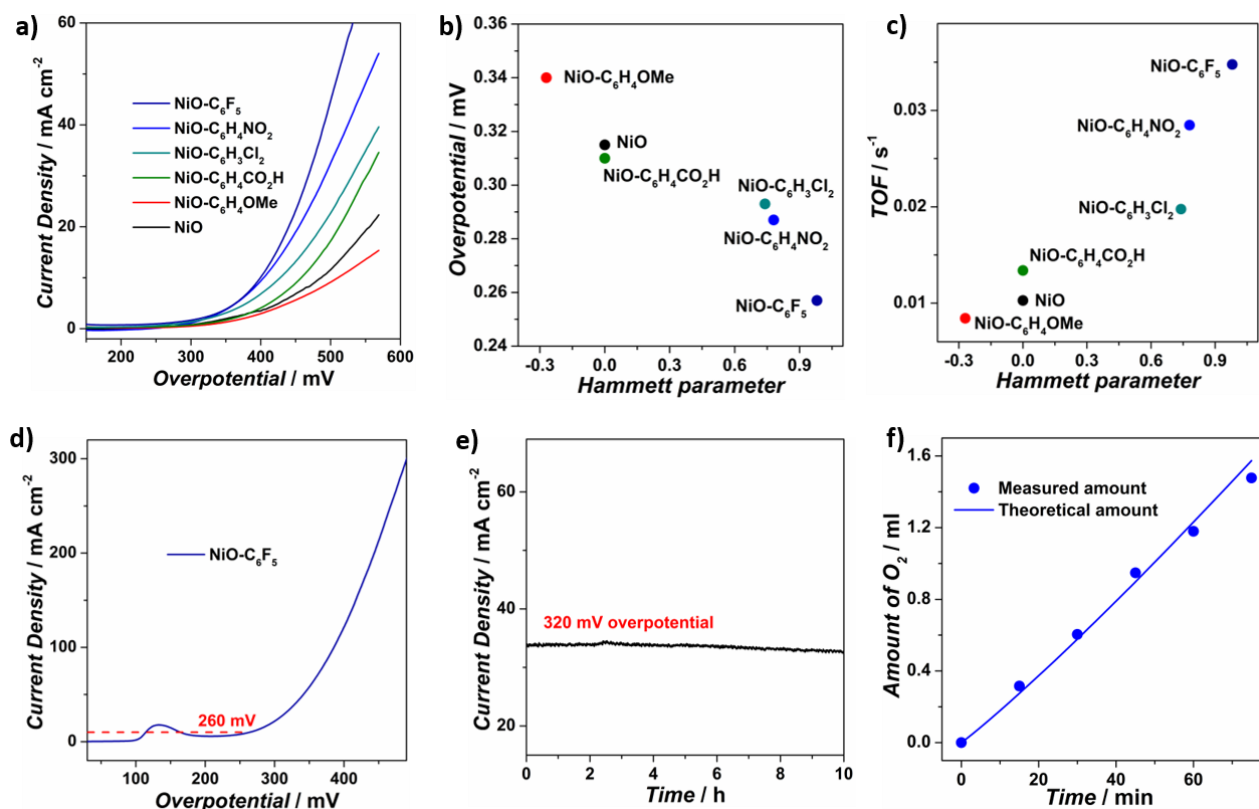 a)
Current Density / mA cm⁻²
60
40
20
0
NiO-C₆F₅
NiO-C₆H₄NO₂
NiO-C₆H₃Cl₂
NiO-C₆H₄CO₂H
NiO-C₆H₄OMe
NiO
200 300 400 500 600
Overpotential / mV
b)
Overpotential / mV
0.36
0.34
0.32
0.30
0.28
0.26
0.24
NiO-C₆H₄OMe
NiO
NiO-C₆H₄CO₂H
NiO-C₆H₃Cl₂
NiO-C₆H₄NO₂
NiO-C₆F₅
-0.3 0.0 0.3 0.6 0.9
Hammett parameter
c)
TOF / s⁻¹
0.03
0.02
0.01
NiO-C₆F₅
NiO-C₆H₄NO₂
NiO-C₆H₃Cl₂
NiO-C₆H₄CO₂H
NiO
NiO-C₆H₄OMe
-0.3 0.0 0.3 0.6 0.9
Hammett parameter
d)
Current Density / mA cm⁻²
300
200
100
0
NiO-C₆F₅
260 mV
100 200 300 400
Overpotential / mV
e)
Current Density / mA cm⁻²
60
40
20
320 mV overpotential
0 2 4 6 8 10
Time / h
f)
Amount of O₂ / ml
1.6
1.2
0.8
0.4
0.0
Measured amount
Theoretical amount
0 20 40 60
Time / min